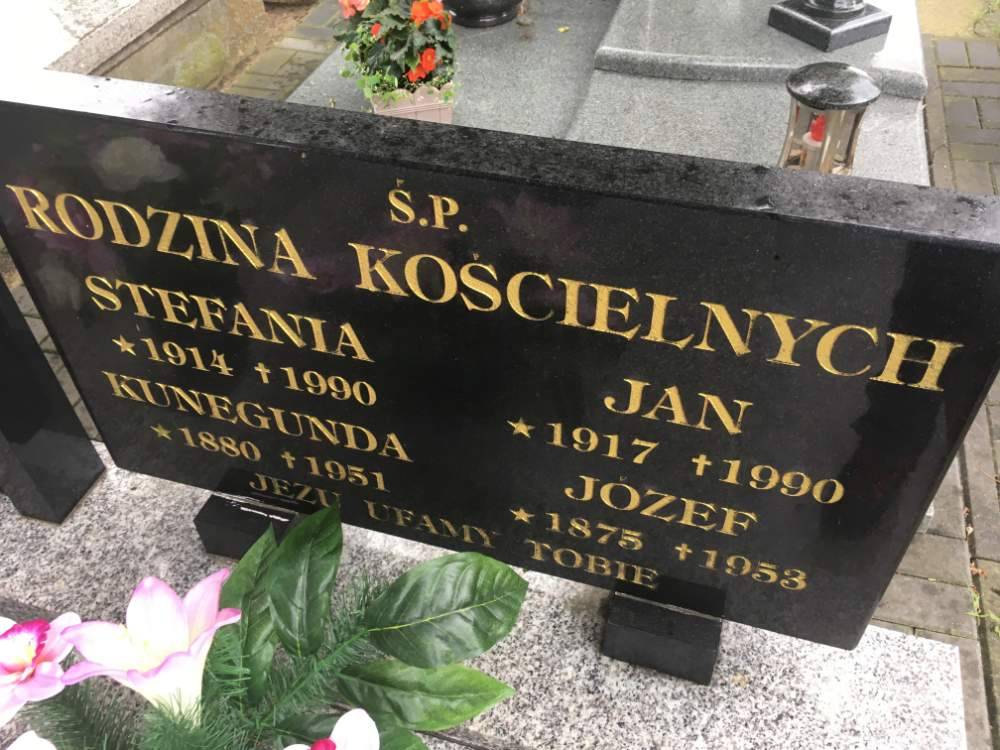 Ś.P.
RODZINA KOŚCIELNYCH
STEFANIA
★1914 †1990
KUNEGUNDA
★1880 †1951
JAN
★1917 †1990
JÓZEF
★1875 †1953
JEZU UFAMY TOBIE